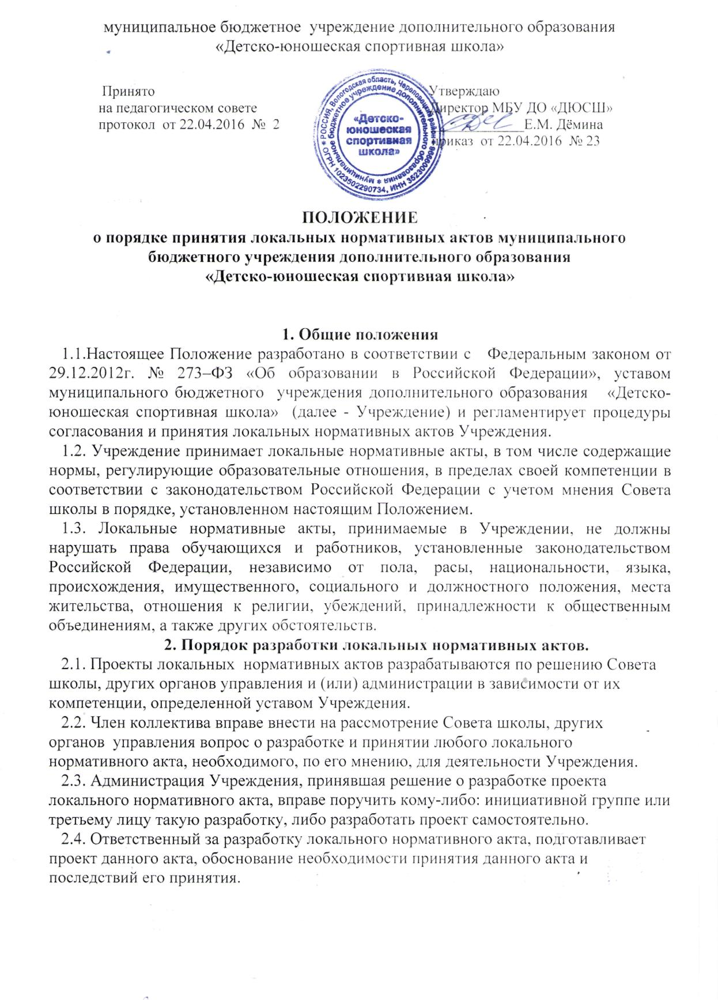 муниципальное бюджетное учреждение дополнительного образования
«Детско-юношеская спортивная школа»
Принято
на педагогическом совете
протокол от 22.04.2016 № 2
РОССИЯ, Вологодская область, Череповецкий район
ОГРН 1023502290734, ИНН 3523009998
муниципальное бюджетное учреждение дополнительного образования
«Детско-
юношеская
спортивная
школа»
Утверждаю
Директор МБУ ДО «ДЮСШ»
____________Е.М. Дёмина
приказ от 22.04.2016 № 23
ПОЛОЖЕНИЕ
о порядке принятия локальных нормативных актов муниципального
бюджетного учреждения дополнительного образования
«Детско-юношеская спортивная школа»
1. Общие положения
1.1.Настоящее Положение разработано в соответствии с Федеральным законом от
29.12.2012г. № 273–ФЗ «Об образовании в Российской Федерации», уставом
муниципального бюджетного учреждения дополнительного образования «Детско-
юношеская спортивная школа» (далее - Учреждение) и регламентирует процедуры
согласования и принятия локальных нормативных актов Учреждения.
1.2. Учреждение принимает локальные нормативные акты, в том числе содержащие
нормы, регулирующие образовательные отношения, в пределах своей компетенции в
соответствии с законодательством Российской Федерации с учетом мнения Совета
школы в порядке, установленном настоящим Положением.
1.3. Локальные нормативные акты, принимаемые в Учреждении, не должны
нарушать права обучающихся и работников, установленные законодательством
Российской Федерации, независимо от пола, расы, национальности, языка,
происхождения, имущественного, социального и должностного положения, места
жительства, отношения к религии, убеждений, принадлежности к общественным
объединениям, а также других обстоятельств.
2. Порядок разработки локальных нормативных актов.
2.1. Проекты локальных нормативных актов разрабатываются по решению Совета
школы, других органов управления и (или) администрации в зависимости от их
компетенции, определенной уставом Учреждения.
2.2. Член коллектива вправе внести на рассмотрение Совета школы, других
органов управления вопрос о разработке и принятии любого локального
нормативного акта, необходимого, по его мнению, для деятельности Учреждения.
2.3. Администрация Учреждения, принявшая решение о разработке проекта
локального нормативного акта, вправе поручить кому-либо: инициативной группе или
третьему лицу такую разработку, либо разработать проект самостоятельно.
2.4. Ответственный за разработку локального нормативного акта, подготавливает
проект данного акта, обоснование необходимости принятия данного акта и
последствий его принятия.